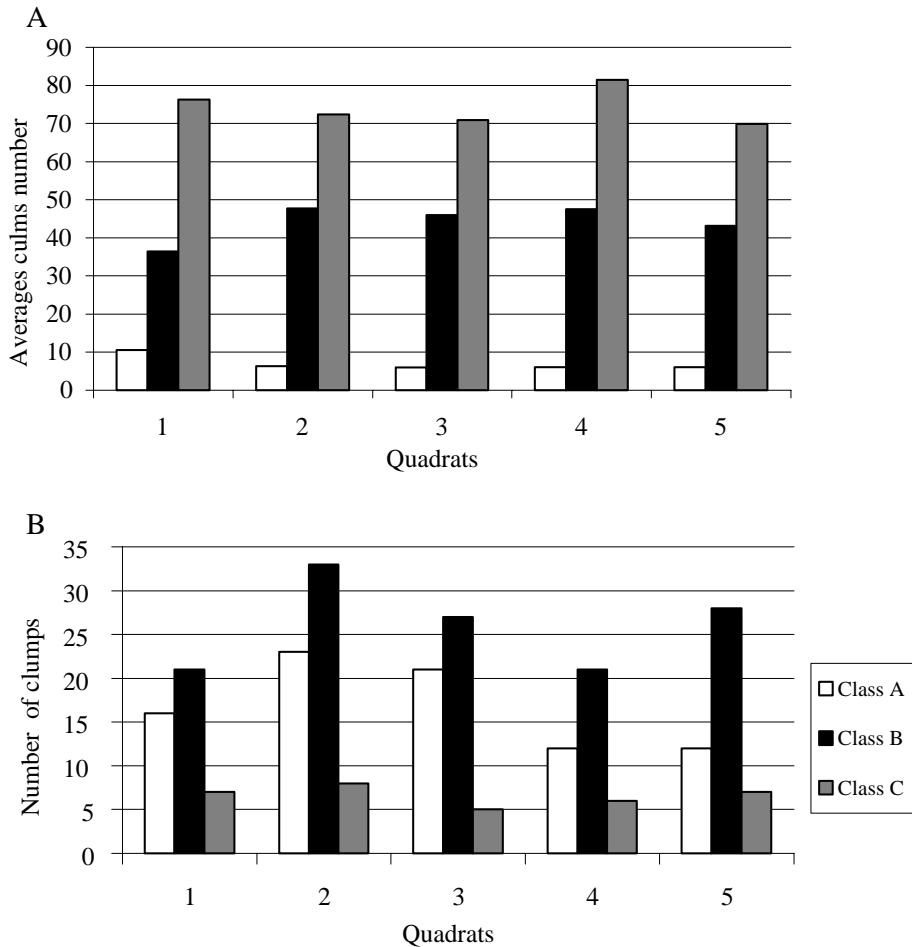 A
90
80
70
60
50
40
30
20
10
0
Averages culms number
1 2 3 4 5
Quadrats
B
35
30
25
20
15
10
5
0
Number of clumps
1 2 3 4 5
Quadrats
Class A
Class B
Class C